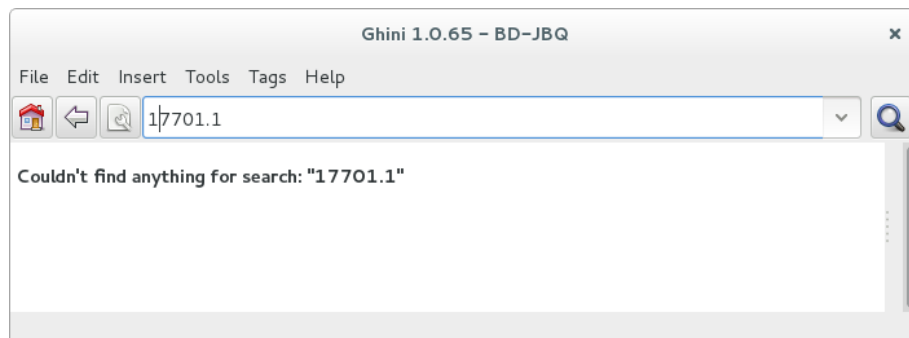 Ghini 1.0.65 - BD-JBQ
File Edit Insert Tools Tags Help
17701.1
Couldn't find anything for search: "17701.1"